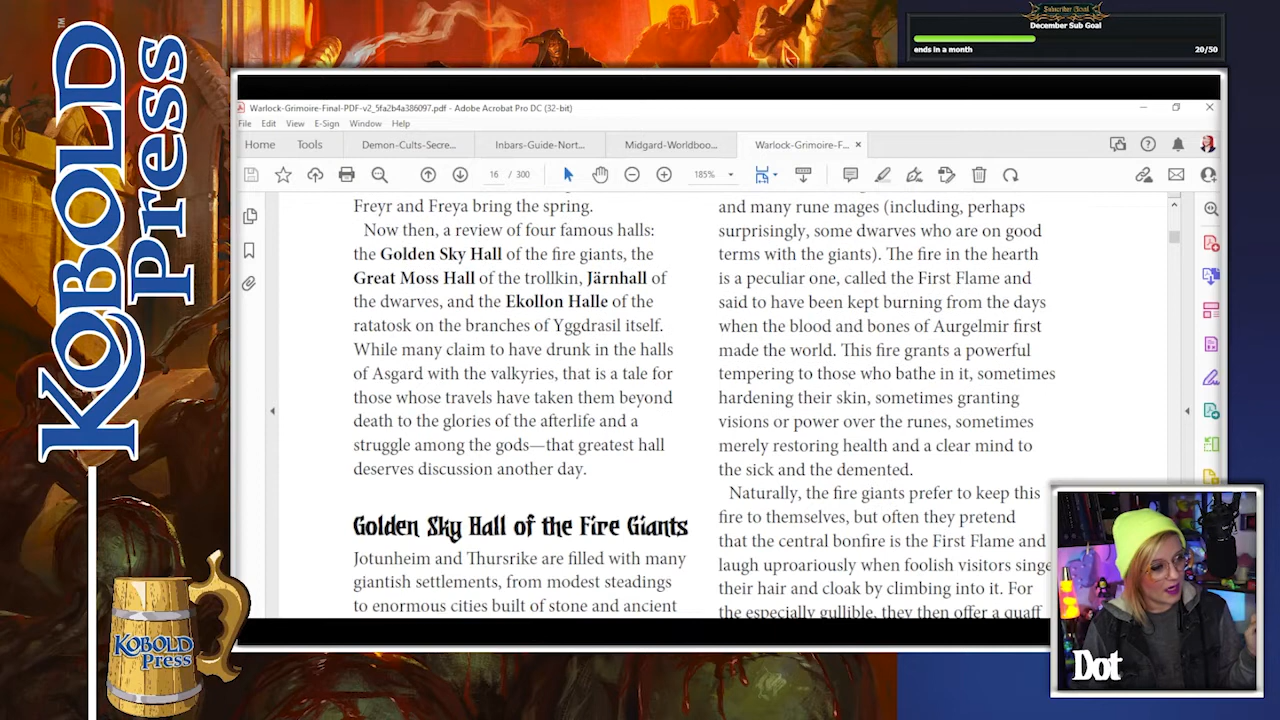 KOBOLD
Press
™
Subscriber Goal
December Sub Goal
ends in a month
20/50
Warlock-Grimoire-Final-PDF-v2_5fa2b4a386097.pdf - Adobe Acrobat Pro DC (32-bit)
File Edit View E-Sign Window Help
Home Tools Demon-Cults-Secre... Inbars-Guide-Nort... Midgard-Worldboo... Warlock-Grimoire-F... ×
16 / 300 185%
Freyr and Freya bring the spring.
Now then, a review of four famous halls:
the Golden Sky Hall of the fire giants, the
Great Moss Hall of the trollkin, Järnhall of
the dwarves, and the Ekollon Halle of the
ratatosk on the branches of Yggdrasil itself.
While many claim to have drunk in the halls
of Asgard with the valkyries, that is a tale for
those whose travels have taken them beyond
death to the glories of the afterlife and a
struggle among the gods—that greatest hall
deserves discussion another day.
Golden Sky Hall of the Fire Giants
Jotunheim and Thursrike are filled with many
giantish settlements, from modest steadings
to enormous cities built of stone and ancient
and many rune mages (including, perhaps
surprisingly, some dwarves who are on good
terms with the giants). The fire in the hearth
is a peculiar one, called the First Flame and
said to have been kept burning from the days
when the blood and bones of Aurgelmir first
made the world. This fire grants a powerful
tempering to those who bathe in it, sometimes
hardening their skin, sometimes granting
visions or power over the runes, sometimes
merely restoring health and a clear mind to
the sick and the demented.
Naturally, the fire giants prefer to keep this
fire to themselves, but often they pretend
that the central bonfire is the First Flame and
laugh uproariously when foolish visitors singe
their hair and cloak by climbing into it. For
the especially gullible, they then offer a quaff
KOBOLD
Press
Dot